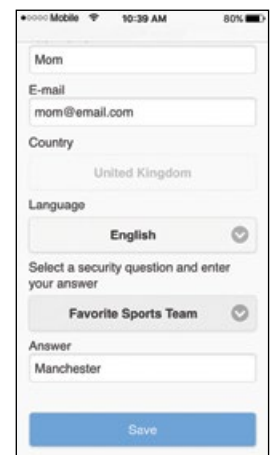 Mobile 10:39 AM 80%
Mom
E-mail
mom@email.com
Country
United Kingdom
Language
English
Select a security question and enter
your answer
Favorite Sports Team
Answer
Manchester
Save